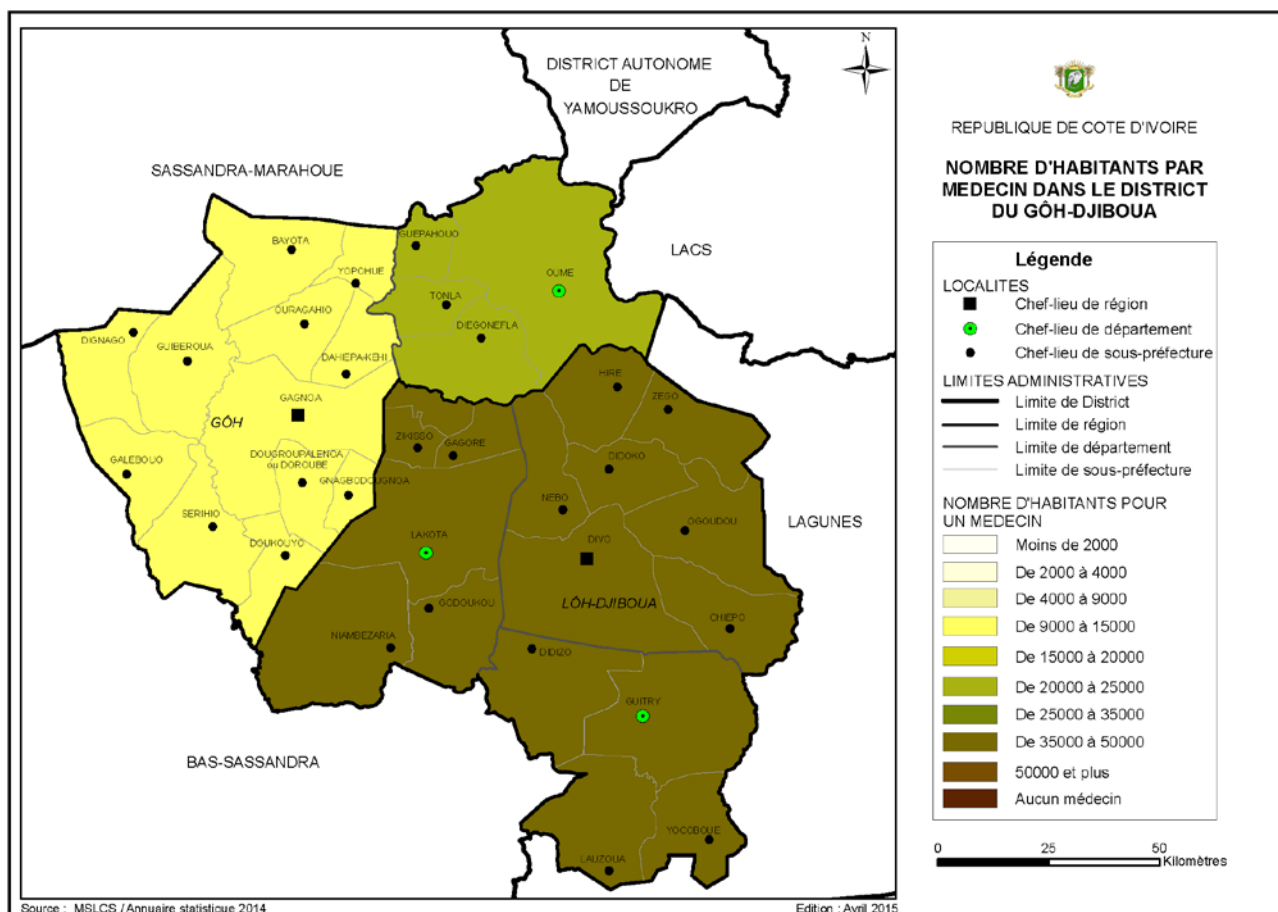 N
DISTRICT AUTONOME
DE
YAMOUSSOUKRO
SASSANDRA-MARAHOUE
LACS
LAGUNES
BAS-SASSANDRA
GUEPAHOUO
BAYOTA
YOPOHUE
OUME
TONLA
OURAGAHIO
DIEGONEFLA
DIGNAGO
GUIBEROUA
DAHIEPA-KEHI
HIRE
ZEGO
GAGNOA
GÔH
ZIKISSO
GAGORE
DOUGROUPALENOA
ou DOROUBE
DIDOKO
GALEBOUO
GNAGBODOUGNOA
NEBO
SERIHIO
OGOUDOU
DOUKOUYO
LAKOTA
DIVO
GODOUKOU
LÔH-DJIBOUA
CHIEPO
NIAMBEZARIA
DIDIZO
GUITRY
YOCOBOUE
LAUZOUA
Source : MSLCS / Annuaire statistique 2014
Edition : Avril 2015
REPUBLIQUE DE COTE D'IVOIRE
NOMBRE D'HABITANTS PAR
MEDECIN DANS LE DISTRICT
DU GÔH-DJIBOUA
Légende
LOCALITES
Chef-lieu de région
Chef-lieu de département
Chef-lieu de sous-préfecture
LIMITES ADMINISTRATIVES
Limite de District
Limite de région
Limite de département
Limite de sous-préfecture
NOMBRE D'HABITANTS POUR
UN MEDECIN
Moins de 2000
De 2000 à 4000
De 4000 à 9000
De 9000 à 15000
De 15000 à 20000
De 20000 à 25000
De 25000 à 35000
De 35000 à 50000
50000 et plus
Aucun médecin
0 25 50
Kilomètres